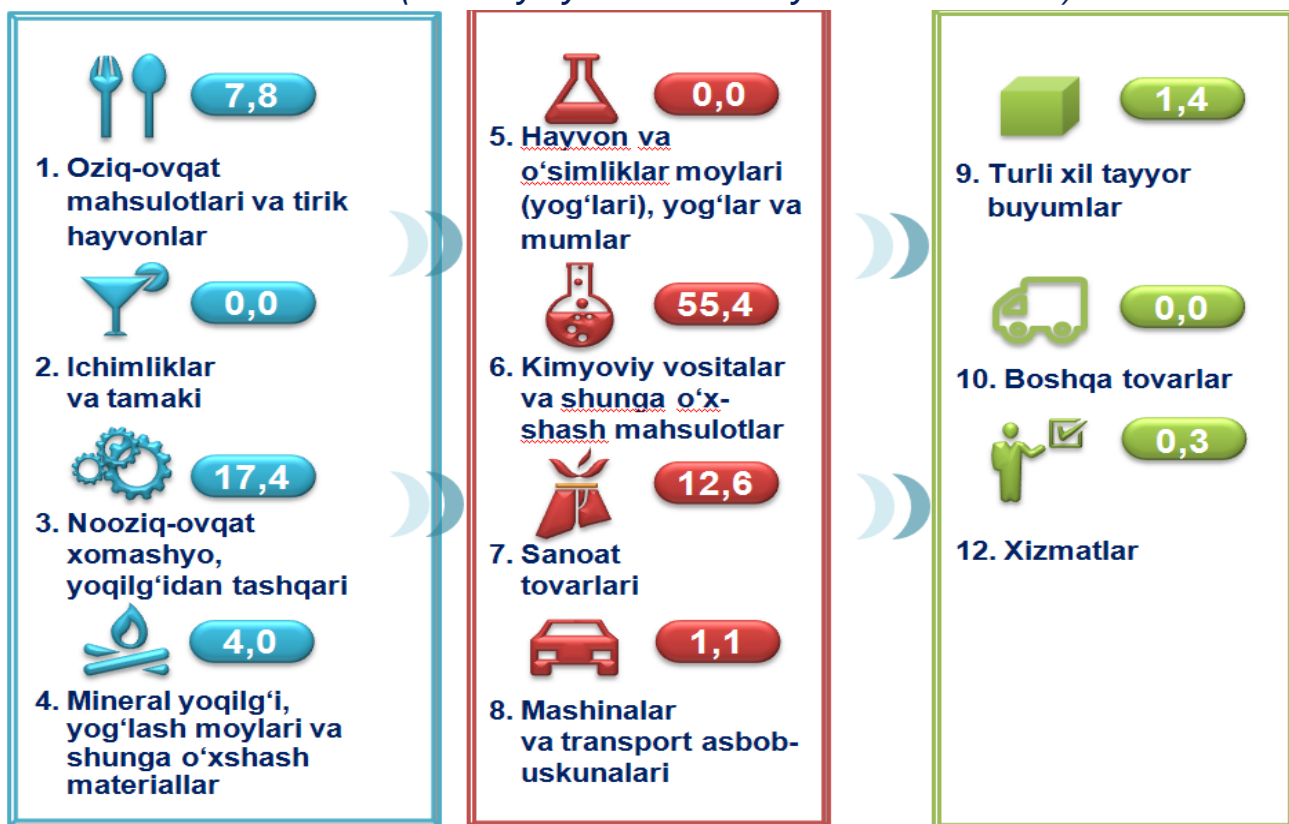 7,8
1. Oziq-ovqat
mahsulotlari va tirik
hayvonlar
0,0
2. Ichimliklar
va tamaki
17,4
3. Nooziq-ovqat
xomashyo,
yoqilg‘idan tashqari
4,0
4. Mineral yoqilg‘i,
yog‘lash moylari va
shunga o‘xshash
materiallar
0,0
5. Hayvon va
o‘simliklar moylari
(yog‘lari), yog‘lar va
mumlar
55,4
6. Kimyoviy vositalar
va shunga o‘x-
shash mahsulotlar
12,6
7. Sanoat
tovarlari
1,1
8. Mashinalar
va transport asbob-
uskunalari
1,4
9. Turli xil tayyor
buyumlar
0,0
10. Boshqa tovarlar
0,3
12. Xizmatlar